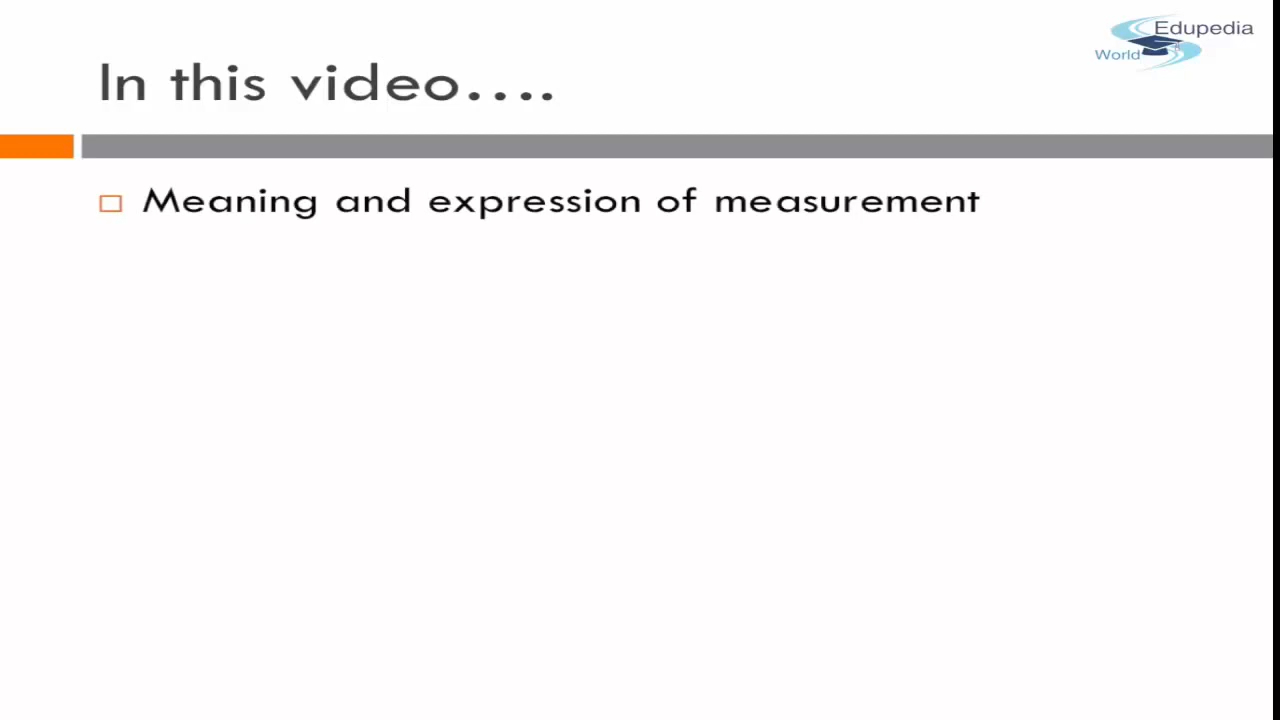 Edupedia
World
In this video....
Meaning and expression of measurement